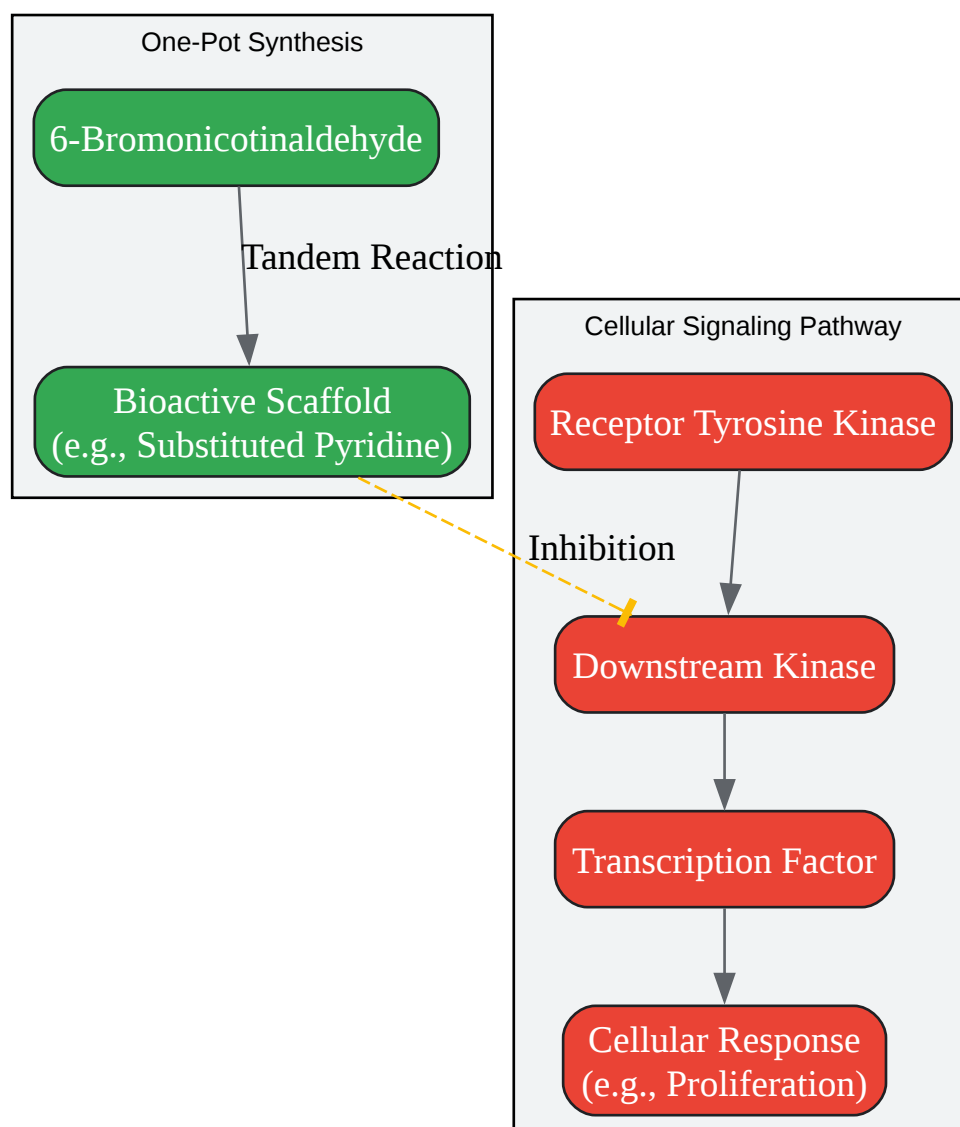 One-Pot Synthesis
6-Bromonicotinaldehyde
Tandem Reaction
Bioactive Scaffold
(e.g., Substituted Pyridine)
Cellular Signaling Pathway
Receptor Tyrosine Kinase
Inhibition
Downstream Kinase
Transcription Factor
Cellular Response
(e.g., Proliferation)